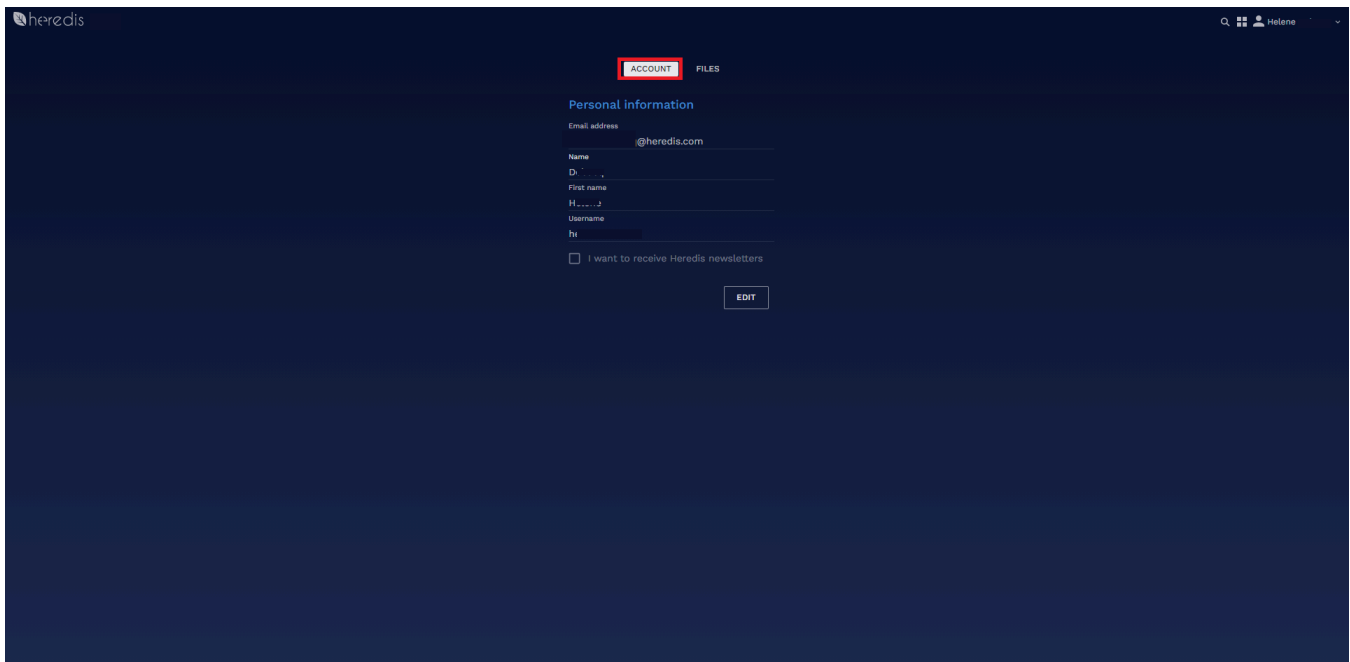 heredis
Helene
ACCOUNT FILES
Personal information
Email address
@heredis.com
Name
First name
Username
I want to receive Heredis newsletters
EDIT